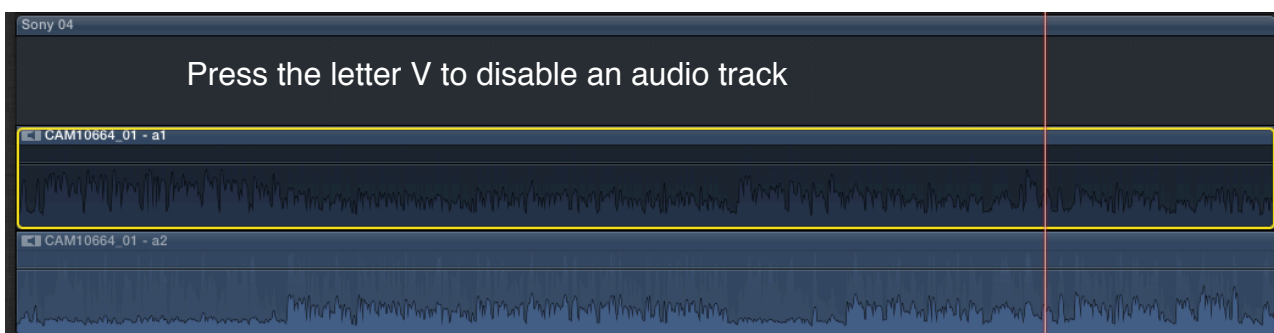 Sony 04
Press the letter V to disable an audio track
CAM10664_01 - a1
CAM10664_01 - a2